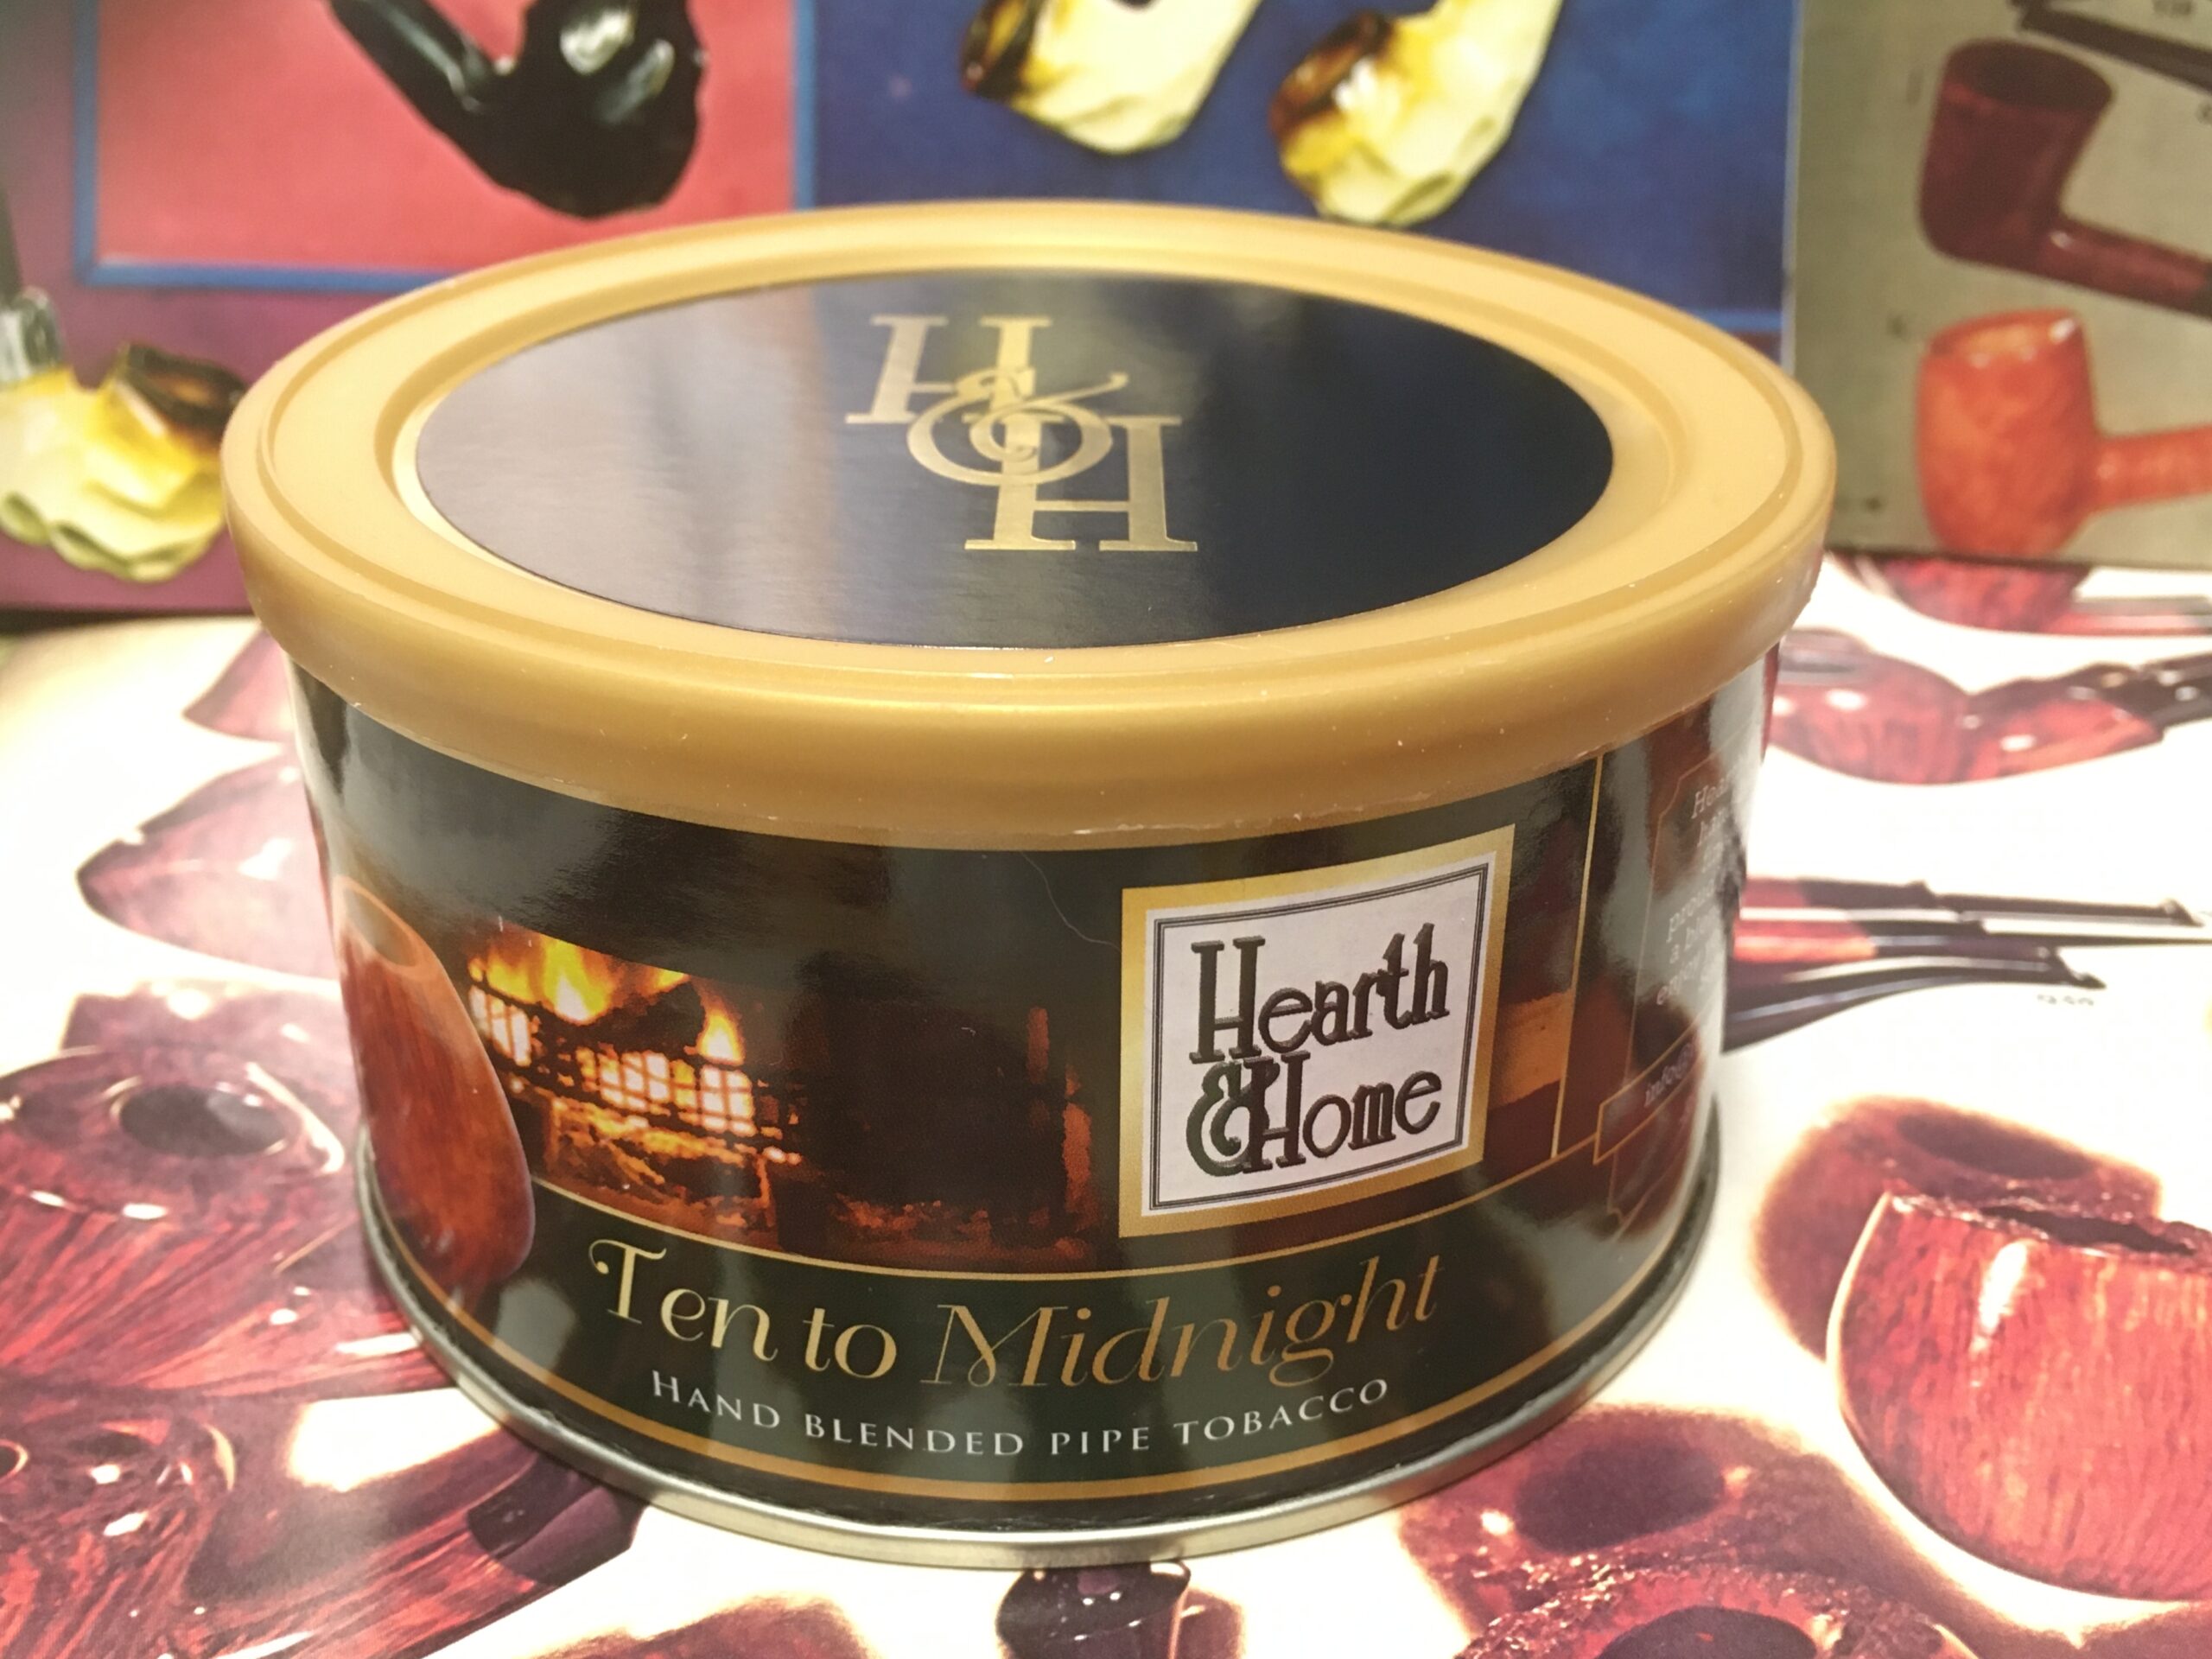 H
&
H
Hearth
& Home
Ten to Midnight
HAND BLENDED PIPE TOBACCO